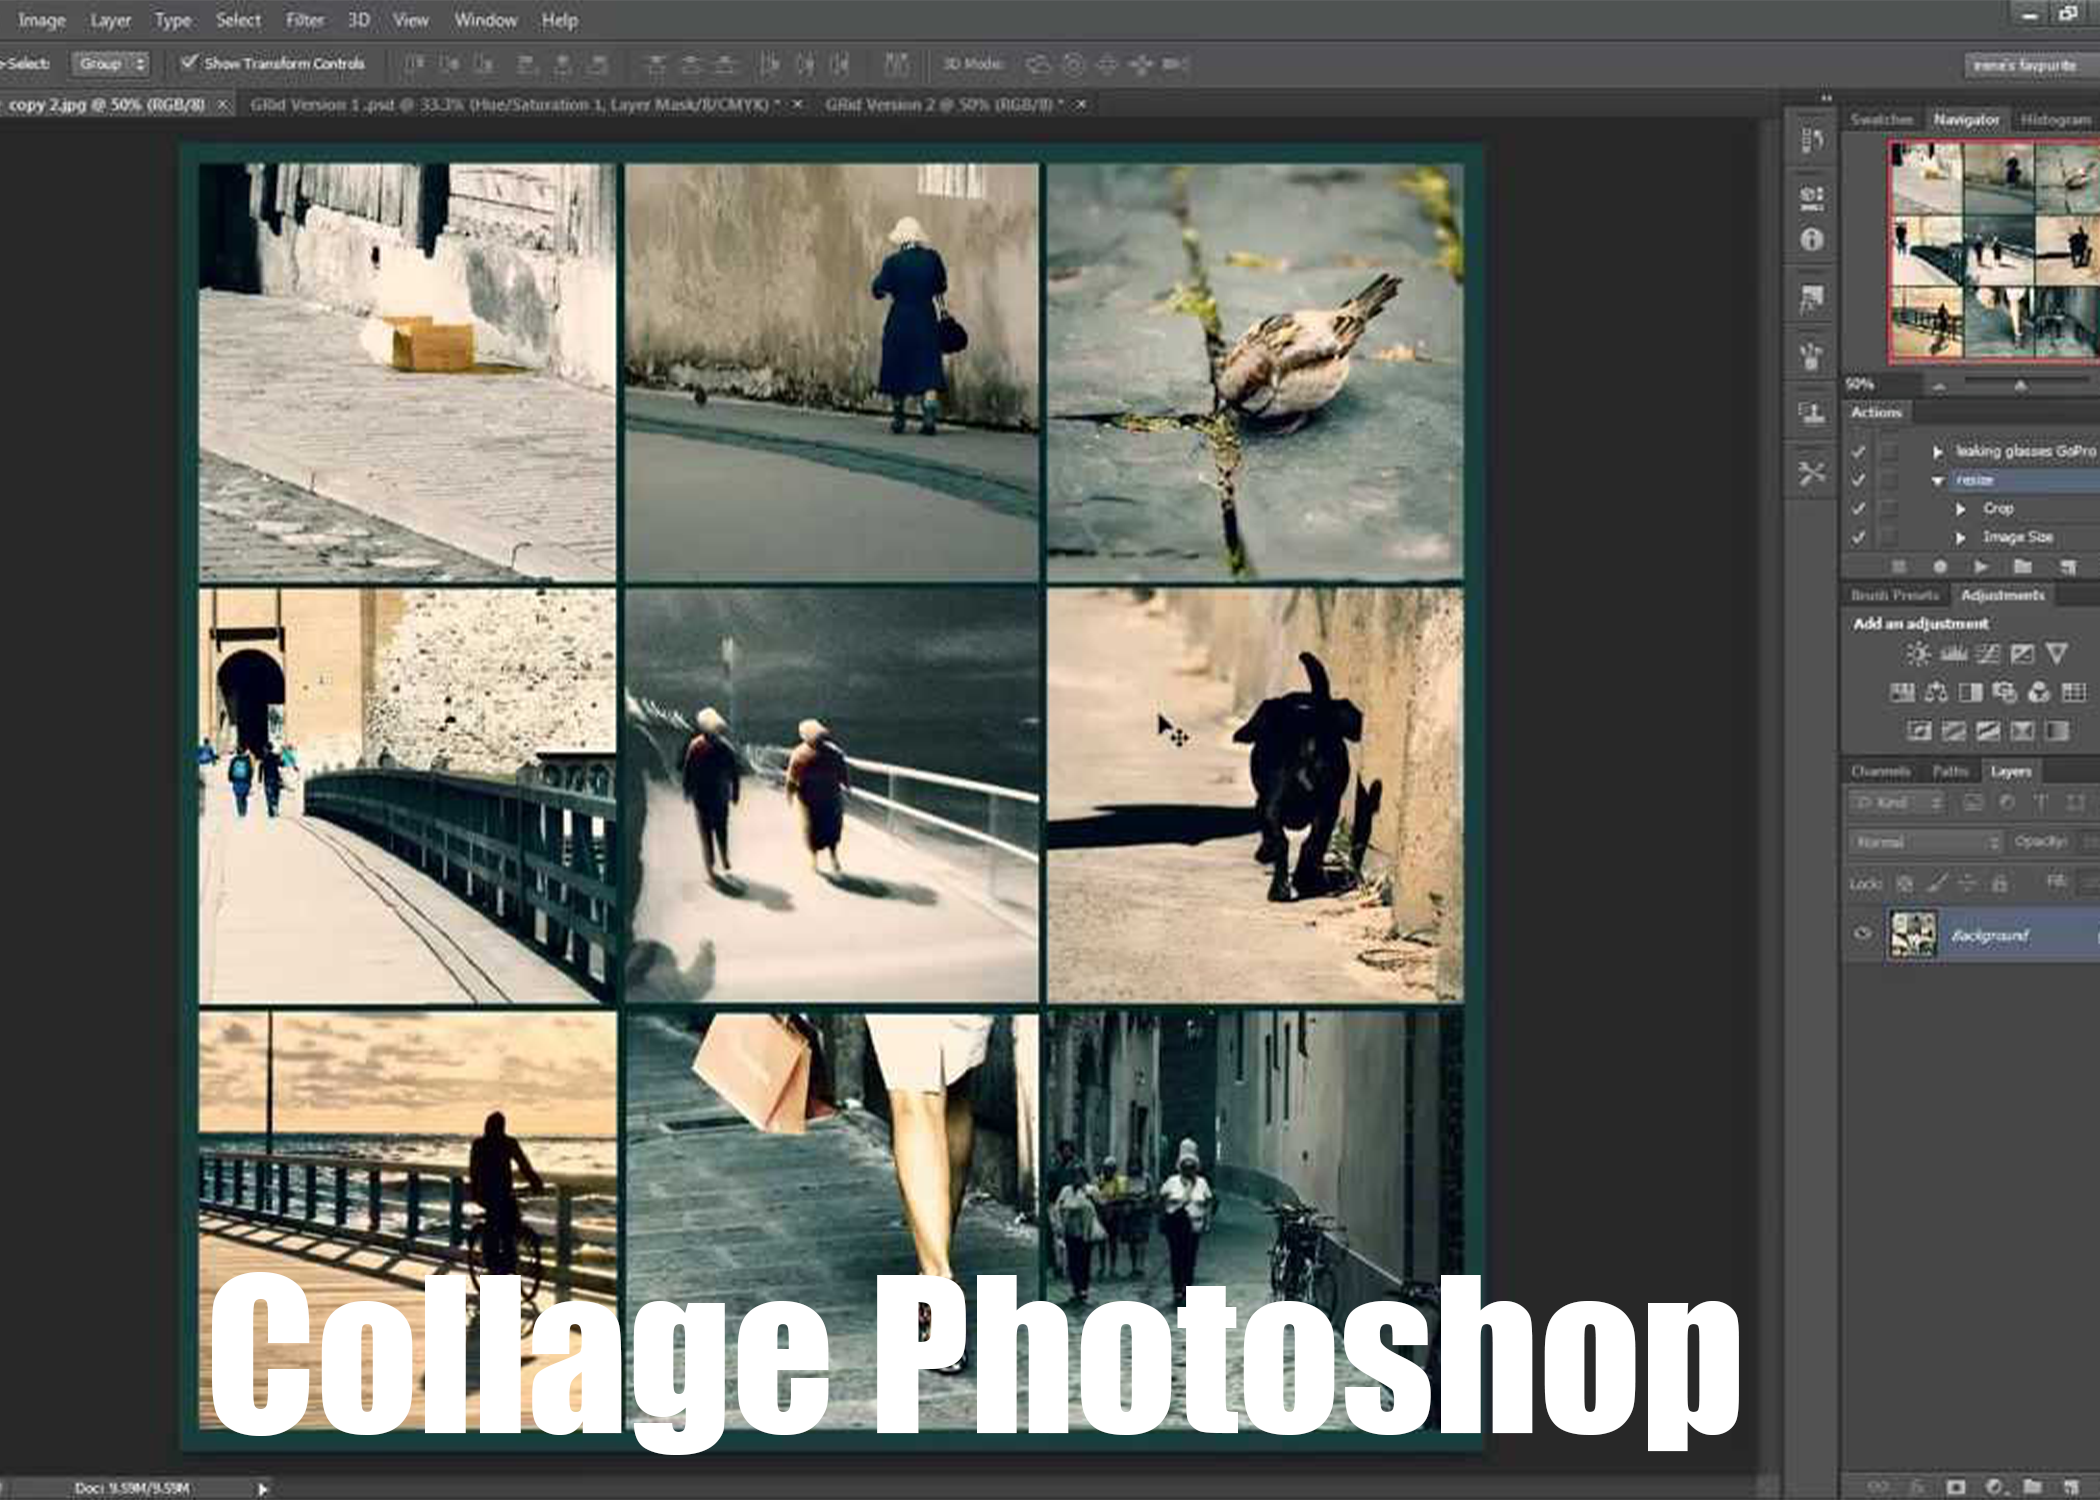 Image Layer Type Select Filter 3D View Window Help
-Select: Group Show Transform Controls 3D Mode:
copy 2.jpg @ 50% (RGB/8) × GRid Version 1 .psd @ 33.3% (Hue/Saturation 1, Layer Mask/8/CMYK) * × GRid Version 2 @ 50% (RGB/8) * ×
Swatches Navigator Histogram
50%
Actions
leaking glasses GoPro
resize
Crop
Image Size
Brush Presets Adjustments
Add an adjustment
Channels Paths Layers
Kind
Normal Opacity:
Lock: Fill:
Background
Collage Photoshop
Doc: 9.59M/9.59M